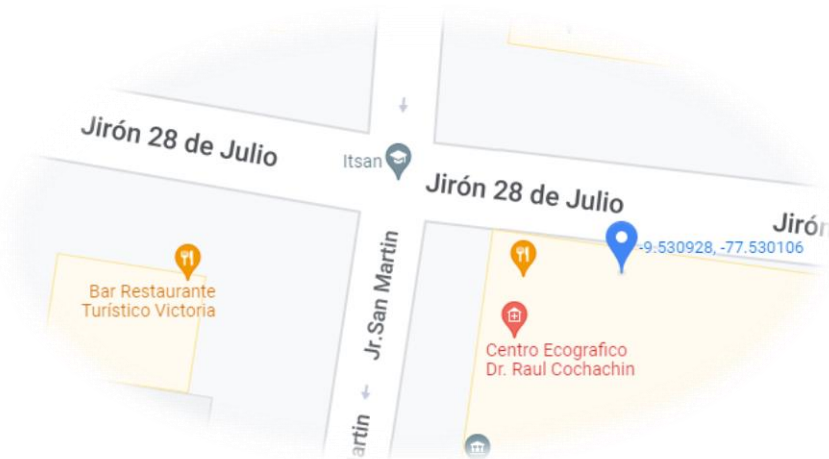 Jirón 28 de Julio
Itsan
Jirón 28 de Julio
Jirón
-9.530928, -77.530106
Jr.San Martin
Bar Restaurante
Turístico Victoria
Centro Ecografico
Dr. Raul Cochachin
artin